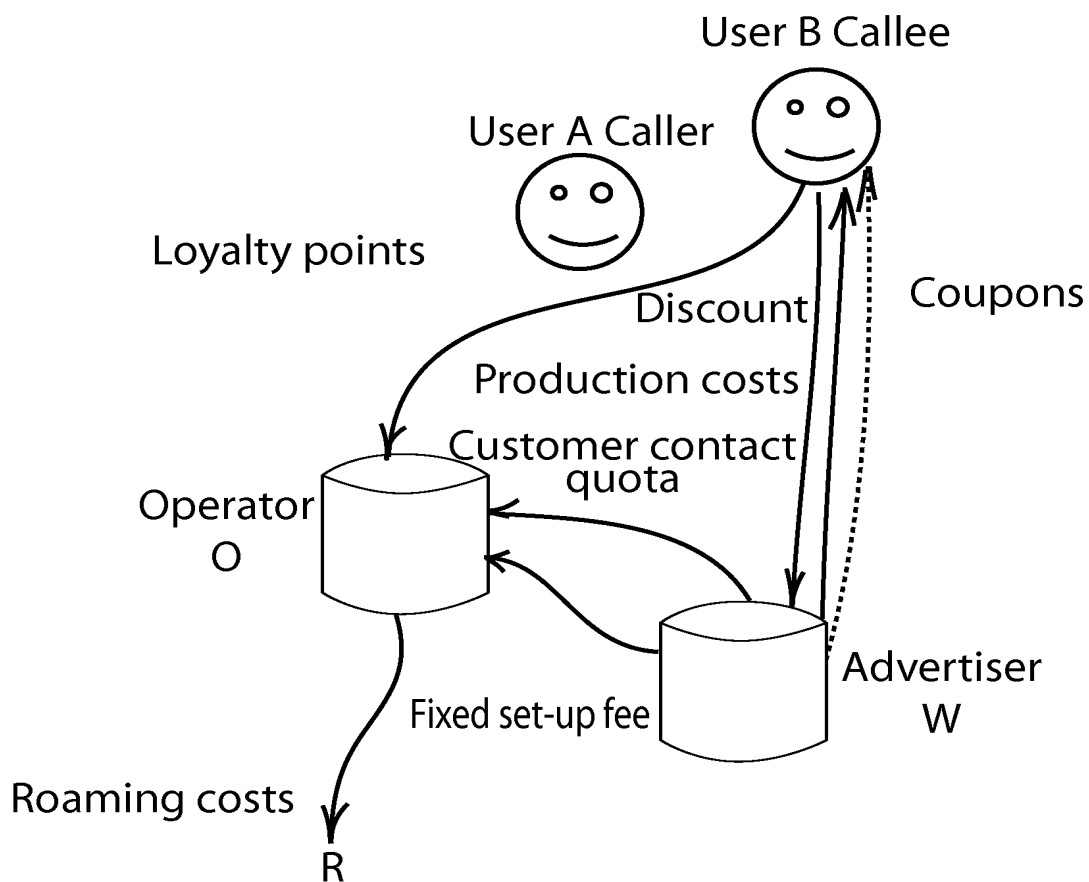 User B Callee
User A Caller
Loyalty points
Discount
Coupons
Production costs
Customer contact
quota
Operator
O
Advertiser
W
Fixed set-up fee
Roaming costs
R